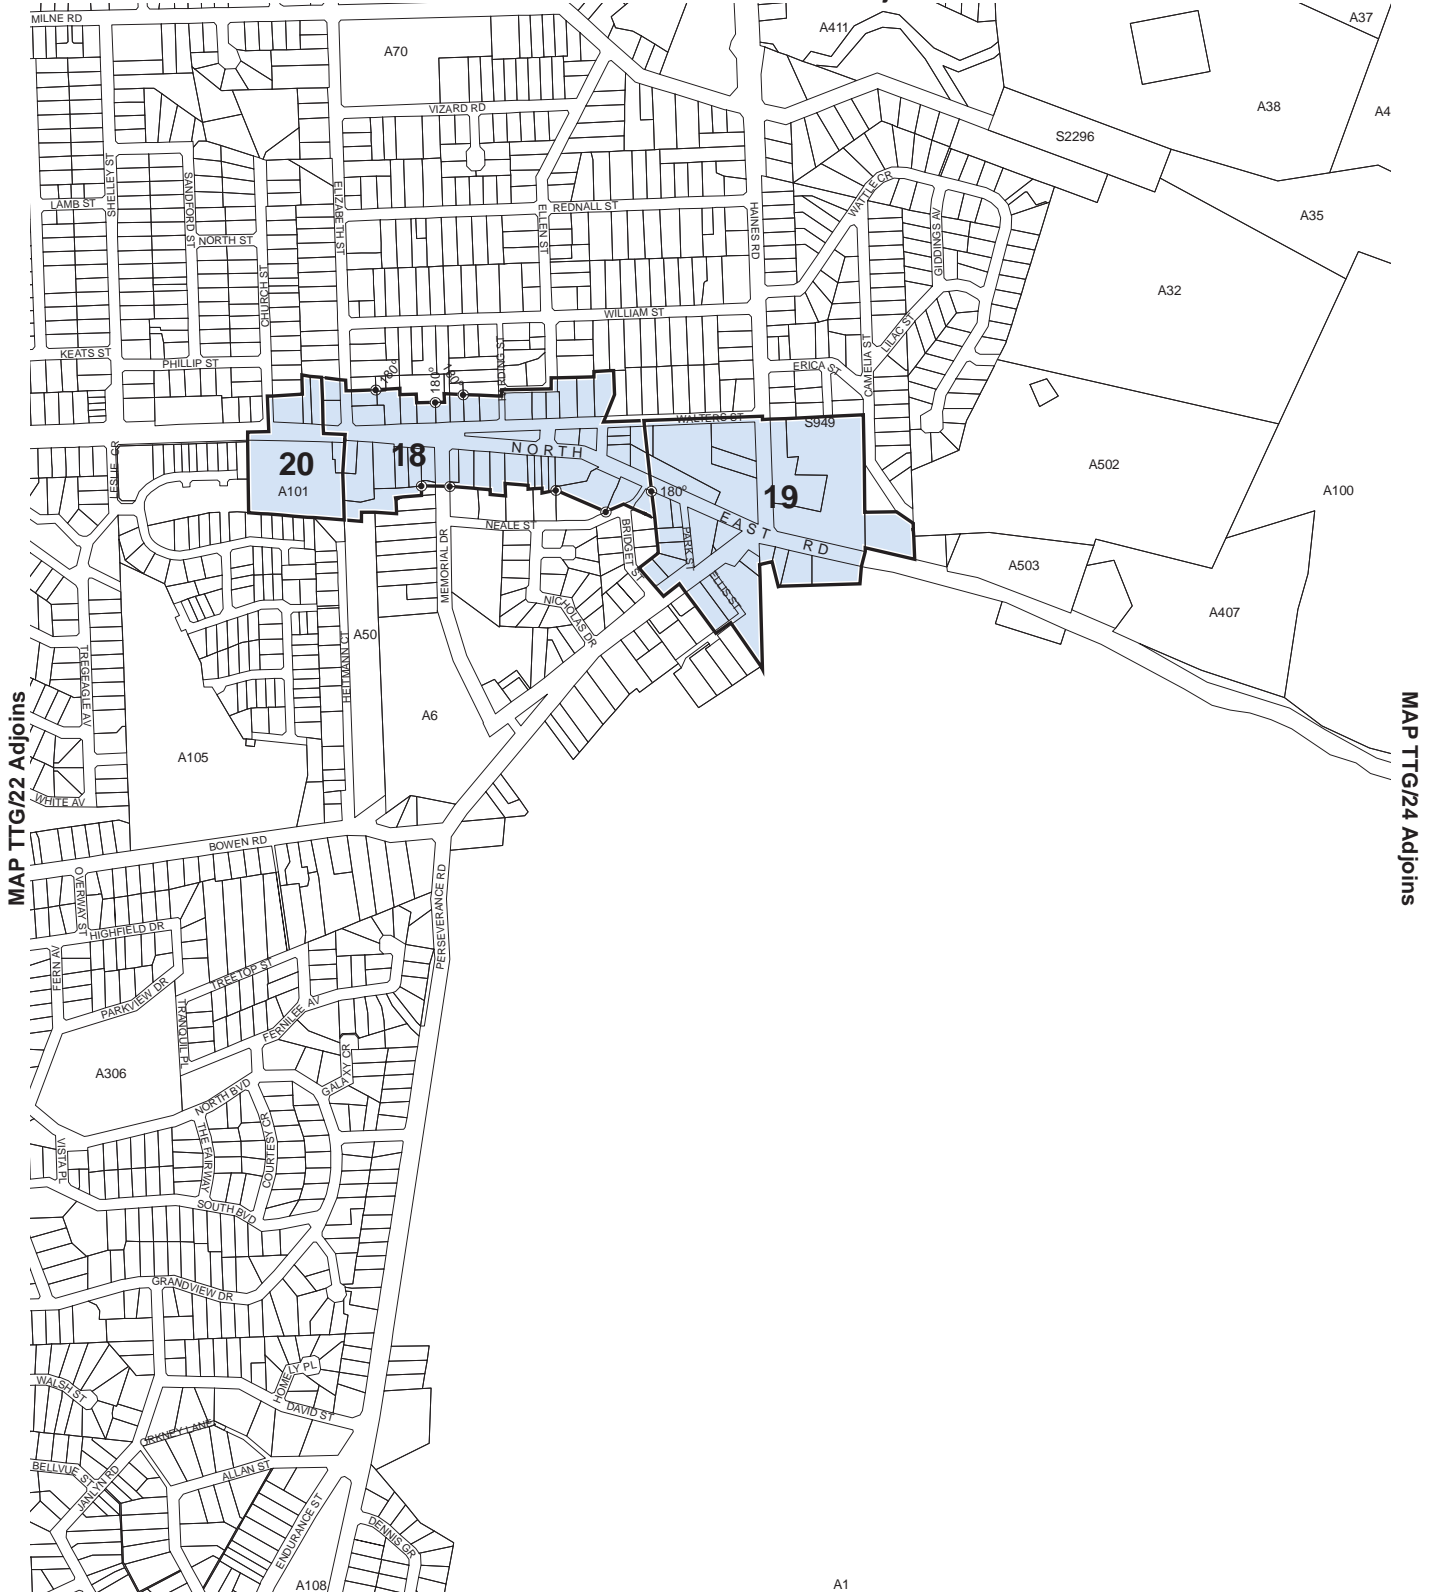 MILNE RD
A70
A411
A37
A38
A4
VIZARD RD
S2296
SHELLEY ST
SANDFORD ST
ELIZABETH ST
LAMB ST
NORTH ST
CHURCH ST
ELLEN ST
REDNALL ST
HAINES RD
WATTLE CR
GIDDINGS AV
A35
A32
WILLIAM ST
LILAC ST
CAMELIA ST
KEATS ST
PHILLIP ST
ERICA ST
180°
180°
180°
WALTERS ST
S949
20
A101
18
NORTH
EAST RD
19
180°
A502
A100
NEALE ST
BRIDGET ST
PARK ST
ELLIS ST
MEMORIAL DR
NICHOLAS DR
A503
A407
A50
HEITMANN CT
TREGEAGLE AV
A6
A105
WHITE AV
MAP TTG/22 Adjoins
MAP TTG/24 Adjoins
BOWEN RD
OVERWAY ST
HIGHFIELD DR
PERSEVERANCE RD
FERN AV
PARKVIEW DR
TREETOP ST
TRANQUIL PL
FERNILEE AV
A306
GALAXY CR
NORTH BVD
THE FAIRWAY
COURTESY CR
VISTA PL
SOUTH BVD
GRANDVIEW DR
WALSH ST
HOMELY PL
DAVID ST
ORKNEY LANE
BELLVUE ST
JANLYN RD
ALLAN ST
ENDURANCE ST
DENNIS GR
A108
A1